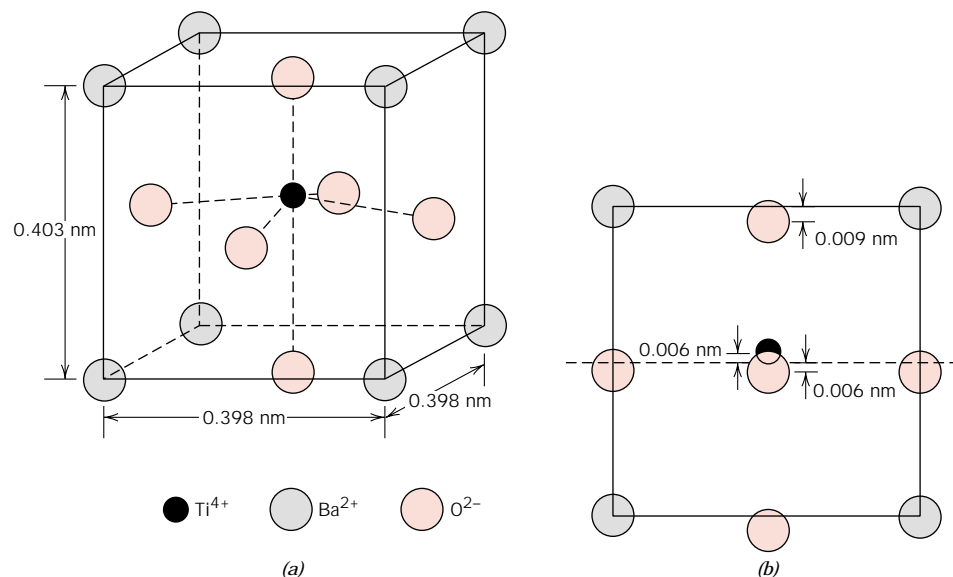 0.403 nm
0.398 nm
0.398 nm
Ti4+
Ba2+
O2−
(a)
0.009 nm
0.006 nm
0.006 nm
(b)